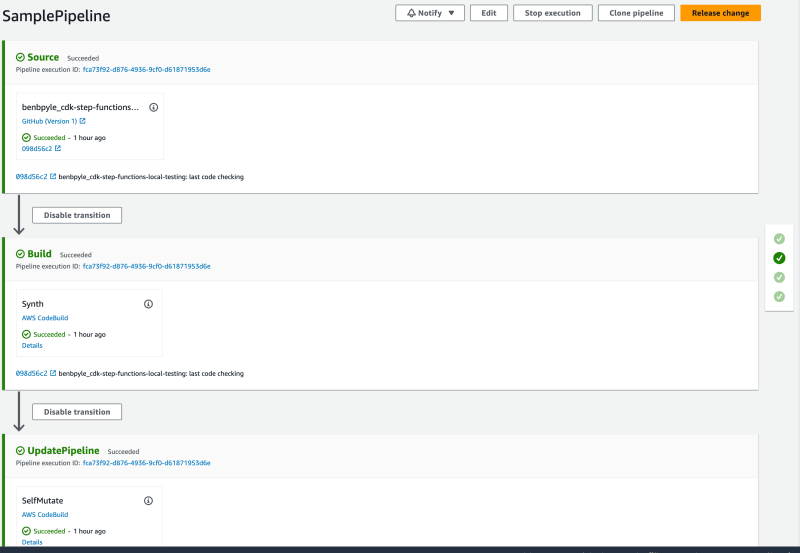 SamplePipeline
Notify
Edit
Stop execution
Clone pipeline
Release change
Source Succeeded
Pipeline execution ID: fca73f92-d876-4936-9cf0-d61871953d6e
benbpyle_cdk-step-functions...
GitHub (Version 1)
Succeeded - 1 hour ago
098d56c2
098d56c2 benbpyle_cdk-step-functions-local-testing: last code checking
Disable transition
Build Succeeded
Pipeline execution ID: fca73f92-d876-4936-9cf0-d61871953d6e
Synth
AWS CodeBuild
Succeeded - 1 hour ago
Details
098d56c2 benbpyle_cdk-step-functions-local-testing: last code checking
Disable transition
UpdatePipeline Succeeded
Pipeline execution ID: fca73f92-d876-4936-9cf0-d61871953d6e
SelfMutate
AWS CodeBuild
Succeeded - 1 hour ago
Details